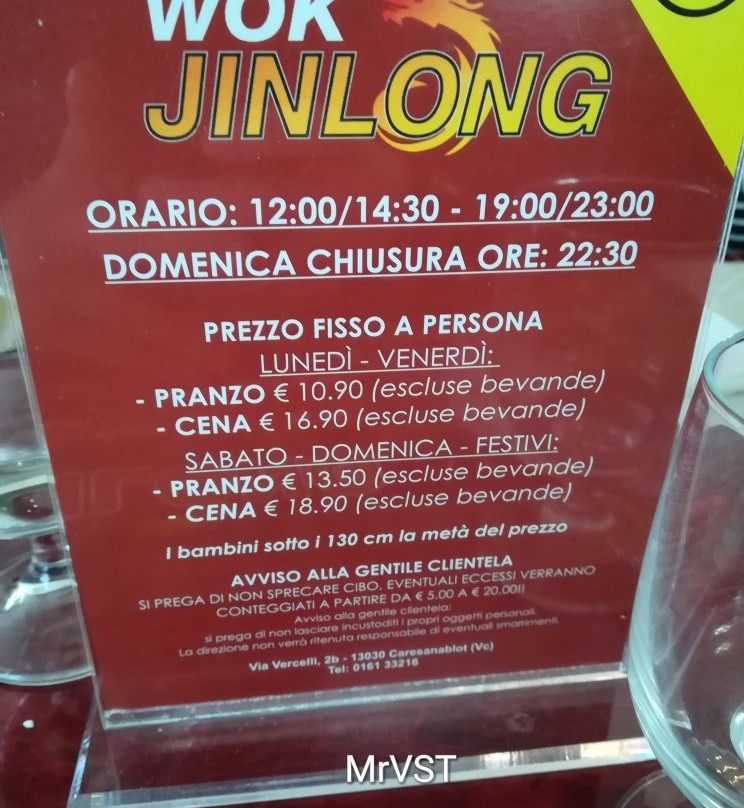 WOK
JINLONG
ORARIO: 12:00/14:30 - 19:00/23:00
DOMENICA CHIUSURA ORE: 22:30
PREZZO FISSO A PERSONA
LUNEDÌ - VENERDÌ:
- PRANZO € 10.90 (escluse bevande)
- CENA € 16.90 (escluse bevande)
SABATO - DOMENICA - FESTIVI:
- PRANZO € 13.50 (escluse bevande)
- CENA € 18.90 (escluse bevande)
I bambini sotto i 130 cm la metà del prezzo
AVVISO ALLA GENTILE CLIENTELA
SI PREGA DI NON SPRECARE CIBO, EVENTUALI ECCESSI VERRANNO
CONTEGGIATI A PARTIRE DA € 5.00 A € 20.00!!
Avviso alla gentile clientela:
si prega di non lasciare incustoditi i propri oggetti personali.
La direzione non verrà ritenuta responsabile di eventuali smarrimenti.
Via Vercelli, 2b - 13030 Caresanablot (Vc)
Tel: 0161 33216
MrVST